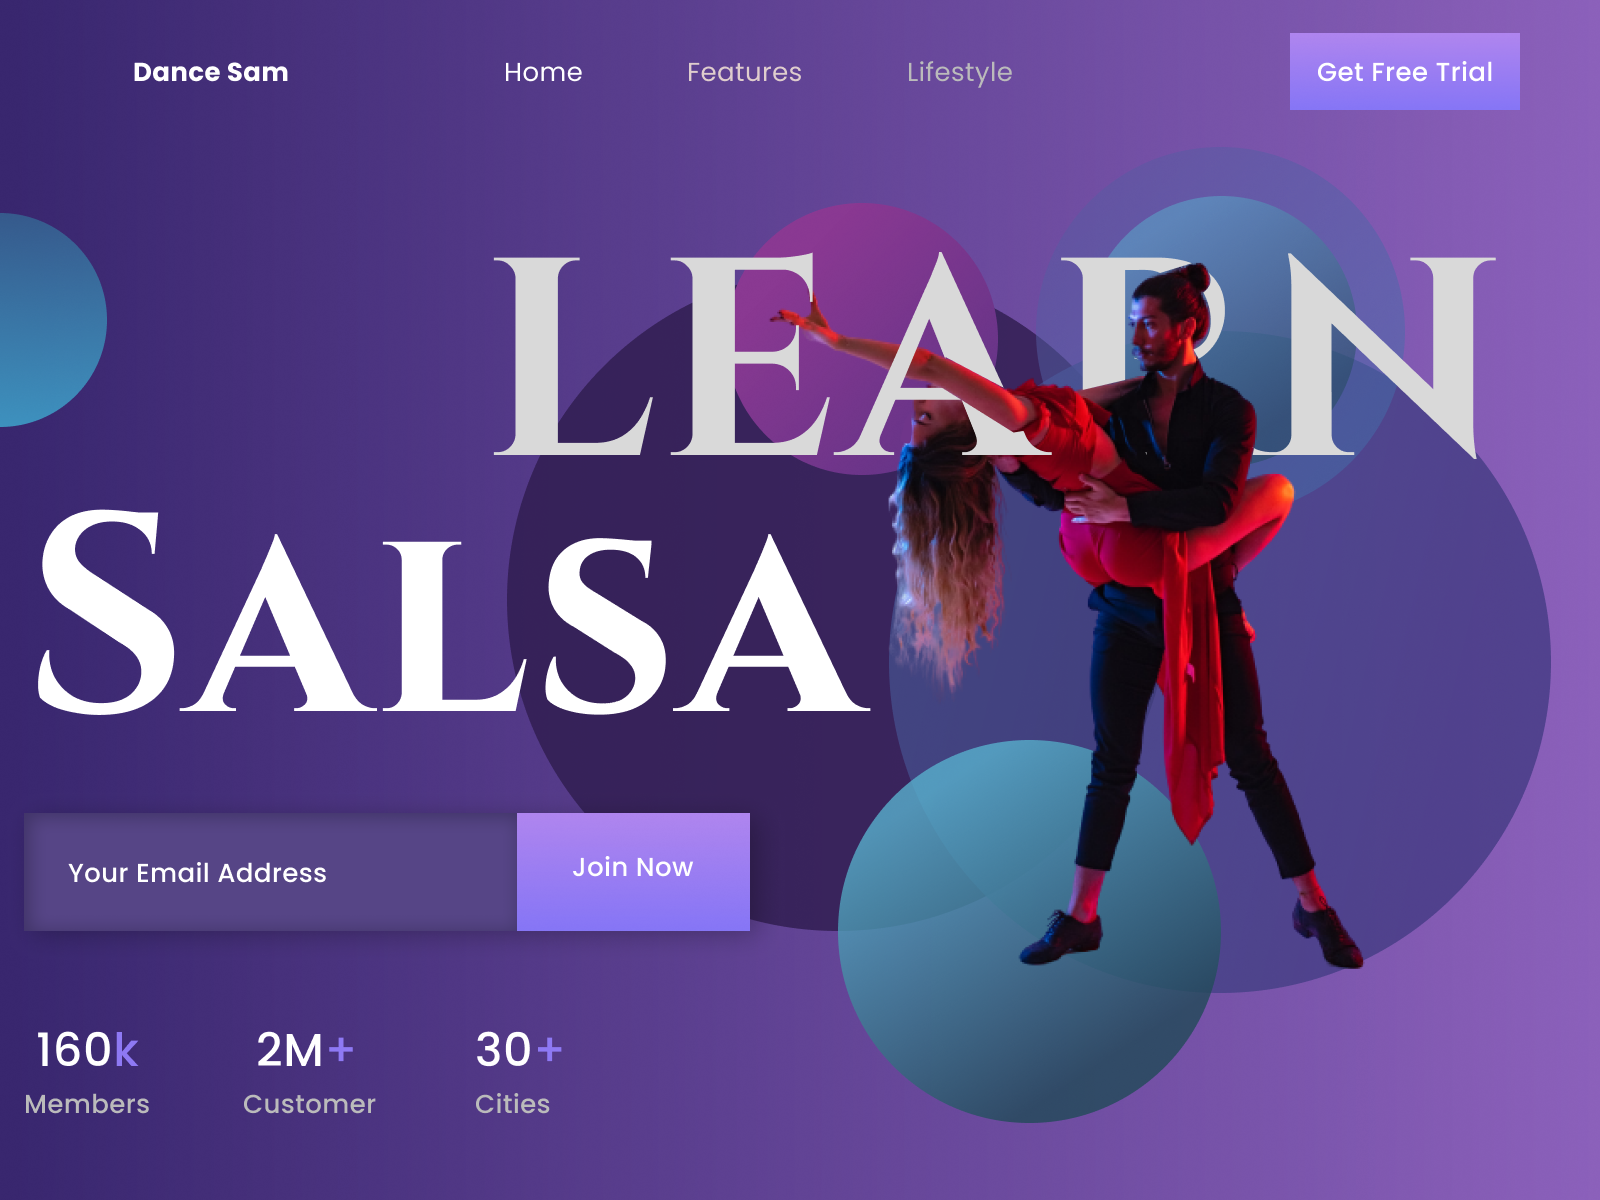 Dance Sam
Home
Features
Lifestyle
Get Free Trial
LEARN
SALSA
Your Email Address
Join Now
160k
2M+
30+
Members
Customer
Cities